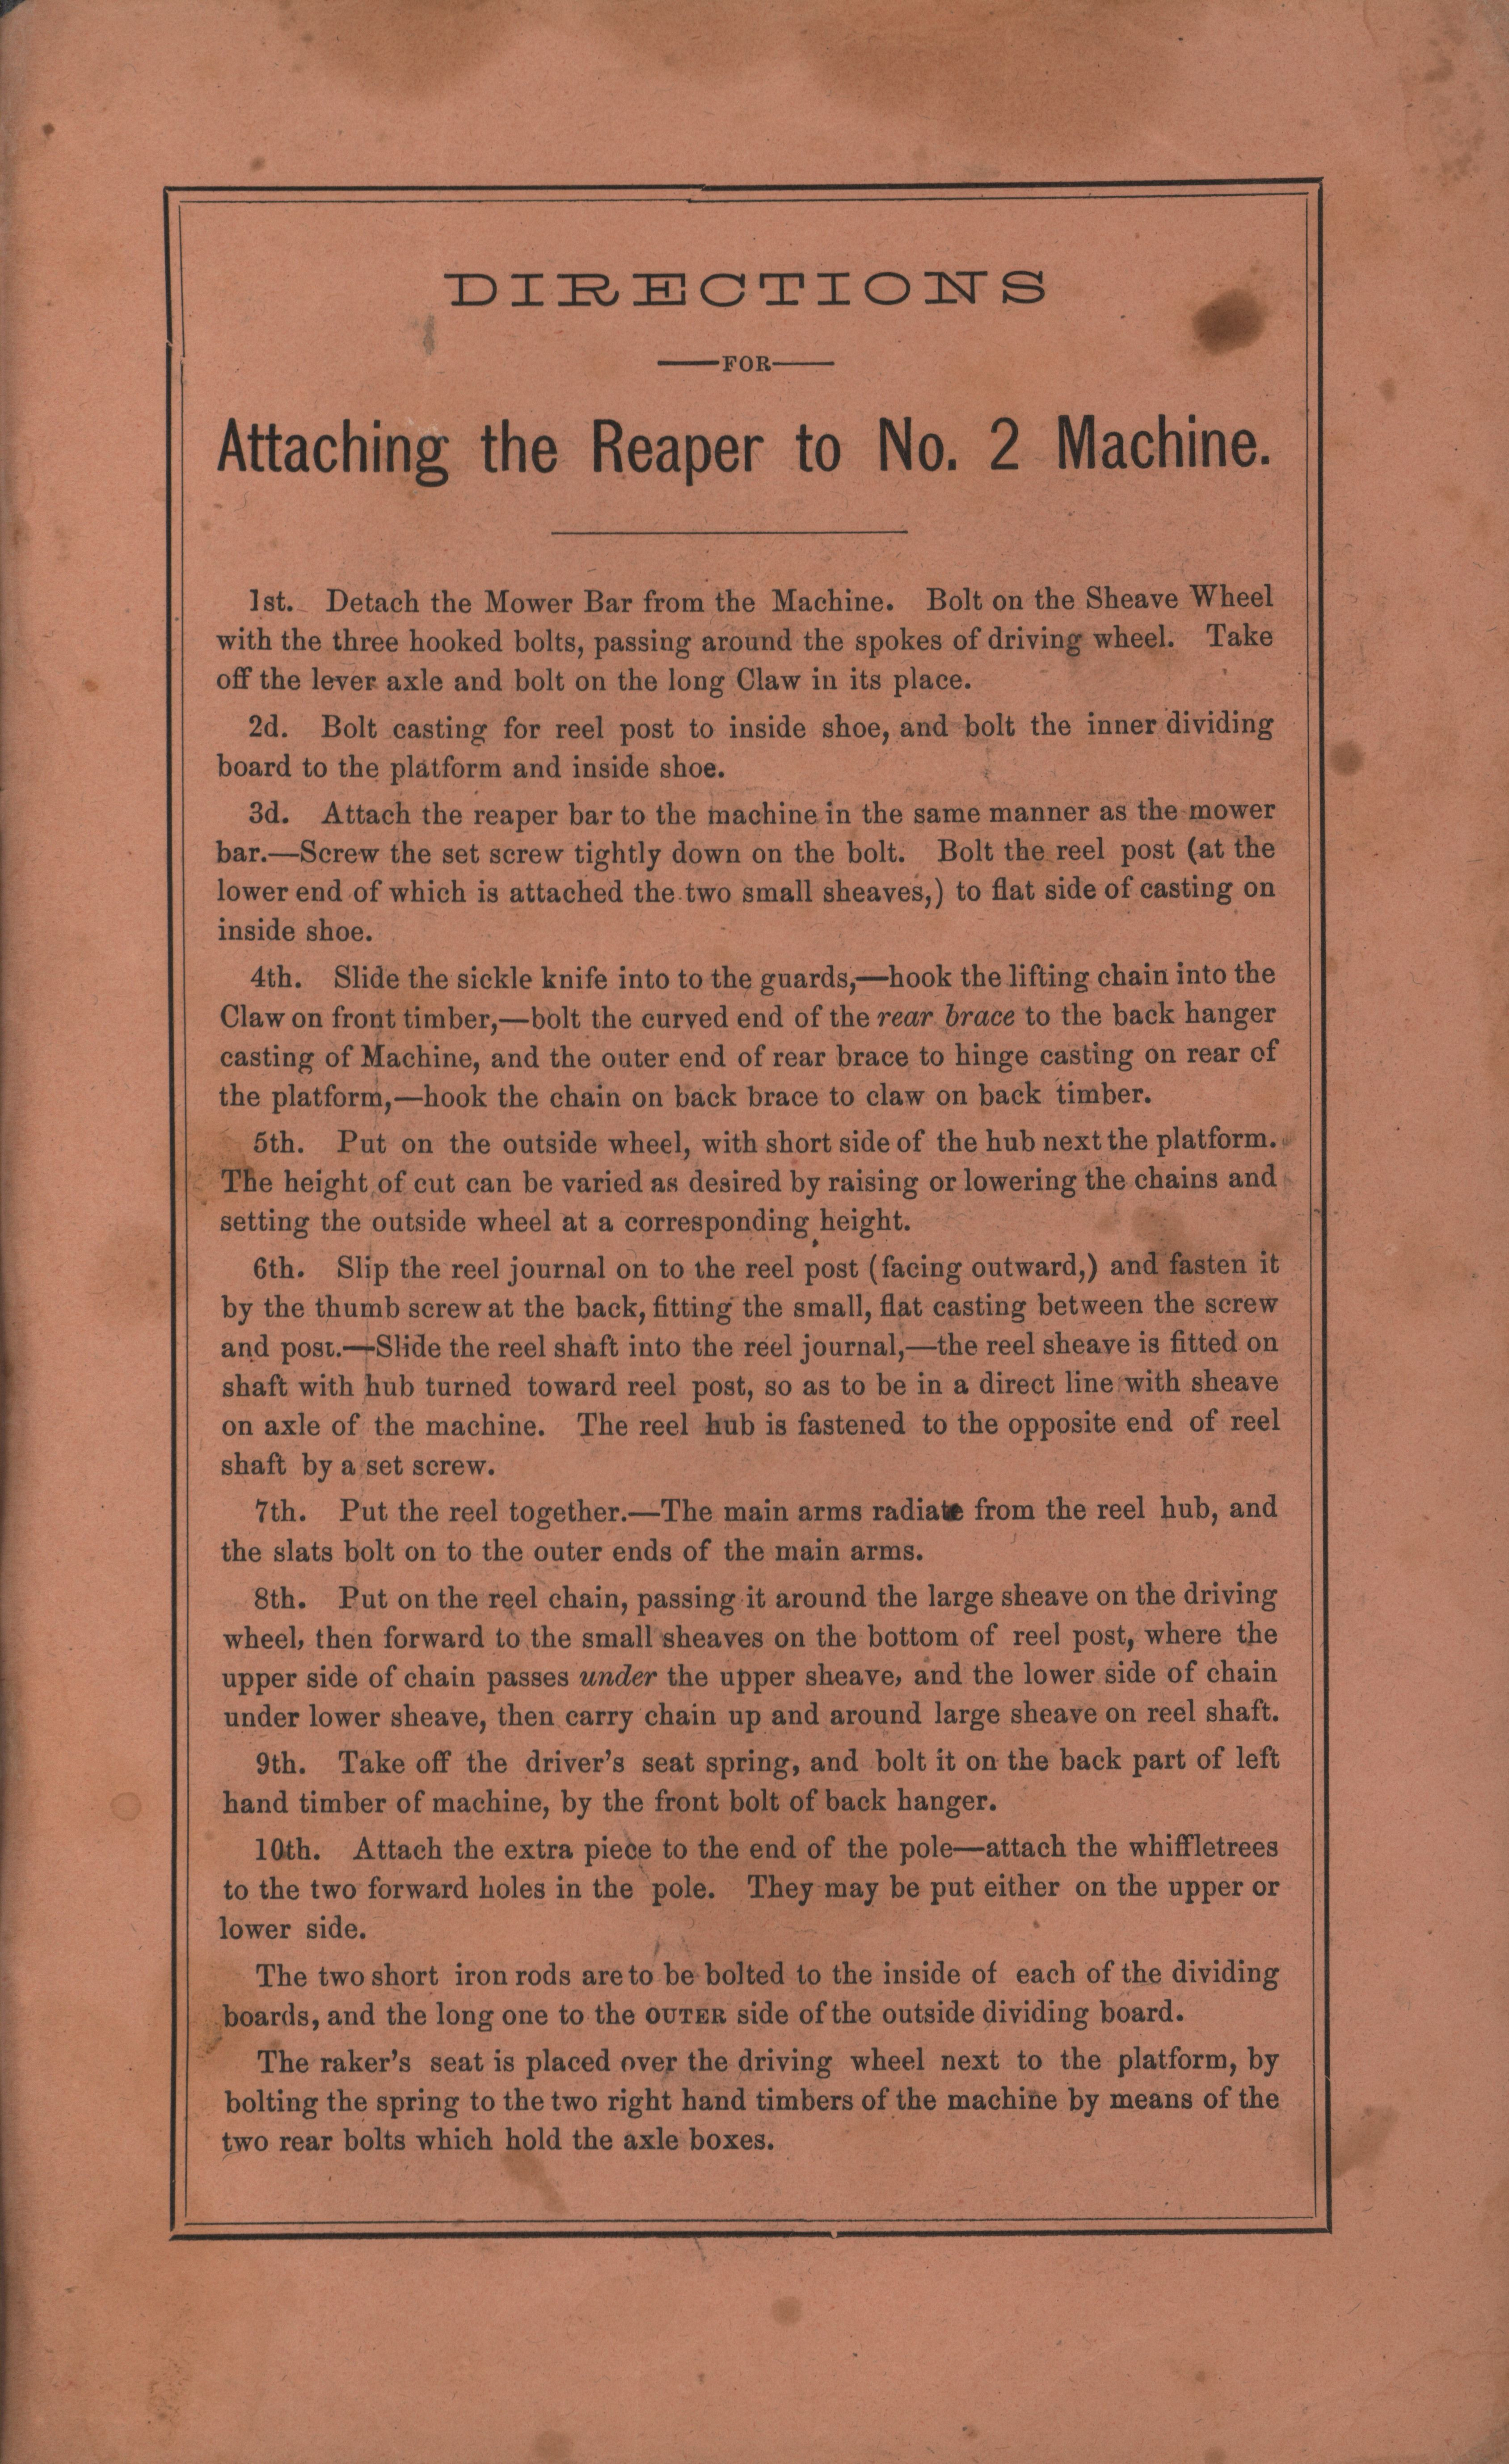 DIRECTIONS
—FOR—
Attaching the Reaper to No. 2 Machine.
1st. Detach the Mower Bar from the Machine. Bolt on the Sheave Wheel
with the three hooked bolts, passing around the spokes of driving wheel. Take
off the lever axle and bolt on the long Claw in its place.
2d. Bolt casting for reel post to inside shoe, and bolt the inner dividing
board to the platform and inside shoe.
3d. Attach the reaper bar to the machine in the same manner as the mower
bar.—Screw the set screw tightly down on the bolt. Bolt the reel post (at the
lower end of which is attached the two small sheaves,) to flat side of casting on
inside shoe.
4th. Slide the sickle knife into to the guards,—hook the lifting chain into the
Claw on front timber,—bolt the curved end of the rear brace to the back hanger
casting of Machine, and the outer end of rear brace to hinge casting on rear of
the platform,—hook the chain on back brace to claw on back timber.
5th. Put on the outside wheel, with short side of the hub next the platform.
The height of cut can be varied as desired by raising or lowering the chains and
setting the outside wheel at a corresponding height.
6th. Slip the reel journal on to the reel post (facing outward,) and fasten it
by the thumb screw at the back, fitting the small, flat casting between the screw
and post.—Slide the reel shaft into the reel journal,—the reel sheave is fitted on
shaft with hub turned toward reel post, so as to be in a direct line with sheave
on axle of the machine. The reel hub is fastened to the opposite end of reel
shaft by a set screw.
7th. Put the reel together.—The main arms radiate from the reel hub, and
the slats bolt on to the outer ends of the main arms.
8th. Put on the reel chain, passing it around the large sheave on the driving
wheel, then forward to the small sheaves on the bottom of reel post, where the
upper side of chain passes under the upper sheave, and the lower side of chain
under lower sheave, then carry chain up and around large sheave on reel shaft.
9th. Take off the driver's seat spring, and bolt it on the back part of left
hand timber of machine, by the front bolt of back hanger.
10th. Attach the extra piece to the end of the pole—attach the whiffletrees
to the two forward holes in the pole. They may be put either on the upper or
lower side.
The two short iron rods are to be bolted to the inside of each of the dividing
boards, and the long one to the OUTER side of the outside dividing board.
The raker's seat is placed over the driving wheel next to the platform, by
bolting the spring to the two right hand timbers of the machine by means of the
two rear bolts which hold the axle boxes.